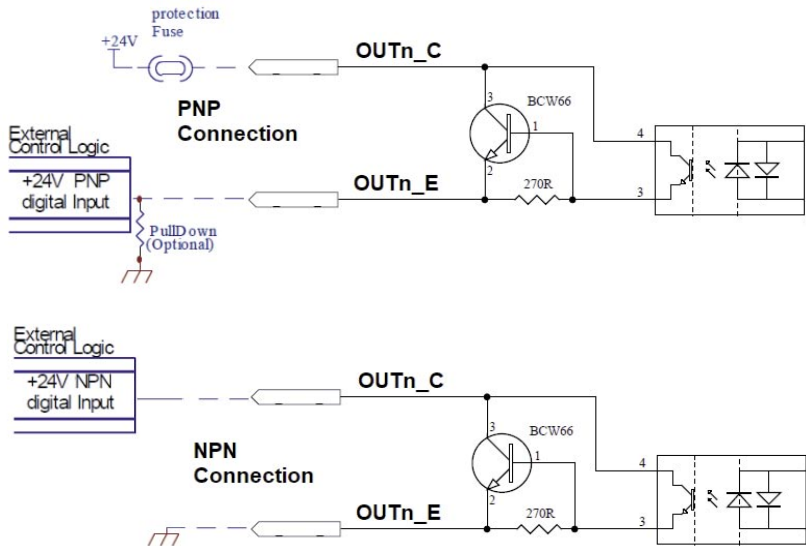 protection
Fuse
+24V
OUTn_C
3
BCW66
PNP
Connection
1
4
External
Control Logic
+24V PNP
digital Input
OUTn_E
2
270R
3
PullDown
(Optional)
External
Control Logic
+24V NPN
digital Input
OUTn_C
3
BCW66
NPN
Connection
1
4
OUTn_E
2
270R
3